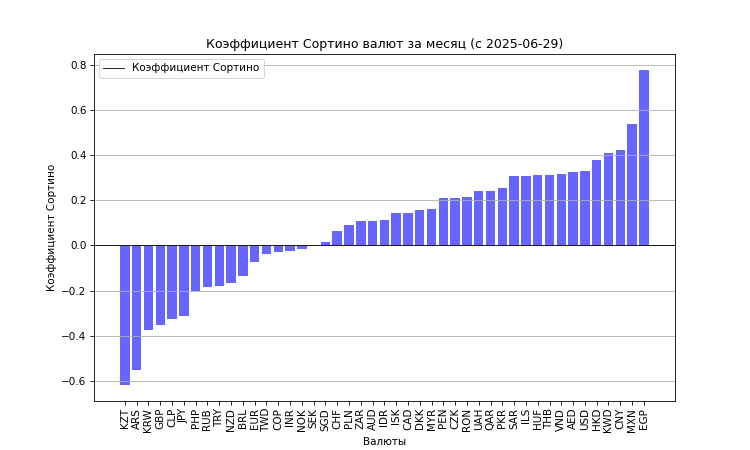 Коэффициент Сортино валют за месяц (с 2025-06-29)
Коэффициент Сортино
Коэффициент Сортино
0.8
0.6
0.4
0.2
0.0
−0.2
−0.4
−0.6
KZT ARS KRW GBP CLP JPY PHP RUB TRY NZD BRL EUR TWD COP INR NOK SEK SGD CHF PLN ZAR AUD IDR ISK CAD DKK MYR PEN CZK RON UAH QAR PKR SAR ILS HUF THB VND AED USD HKD KWD CNY MXN EGP
Валюты